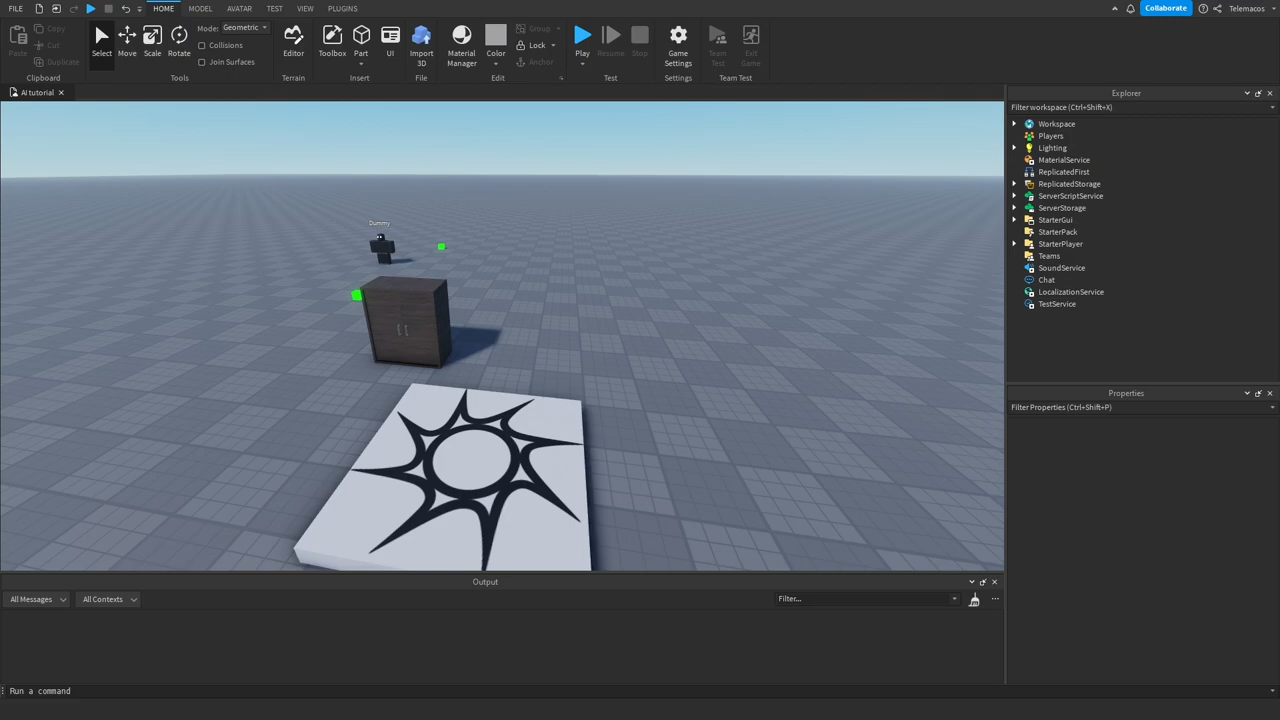 FILE
HOME
MODEL
AVATAR
TEST
VIEW
PLUGINS
Collaborate
Telemacos
Paste
Copy
Cut
Duplicate
Clipboard
Select
Move
Scale
Rotate
Mode: Geometric
Collisions
Join Surfaces
Tools
Editor
Terrain
Toolbox
Part
UI
Insert
Import
3D
File
Material
Manager
Color
Group
Lock
Anchor
Edit
Play
Resume
Stop
Test
Game
Settings
Settings
Team
Test
Exit
Game
Team Test
AI tutorial
Dummy
Explorer
Filter workspace (Ctrl+Shift+X)
Workspace
Players
Lighting
MaterialService
ReplicatedFirst
ReplicatedStorage
ServerScriptService
ServerStorage
StarterGui
StarterPack
StarterPlayer
Teams
SoundService
Chat
LocalizationService
TestService
Properties
Filter Properties (Ctrl+Shift+P)
Output
All Messages
All Contexts
Filter...
Run a command